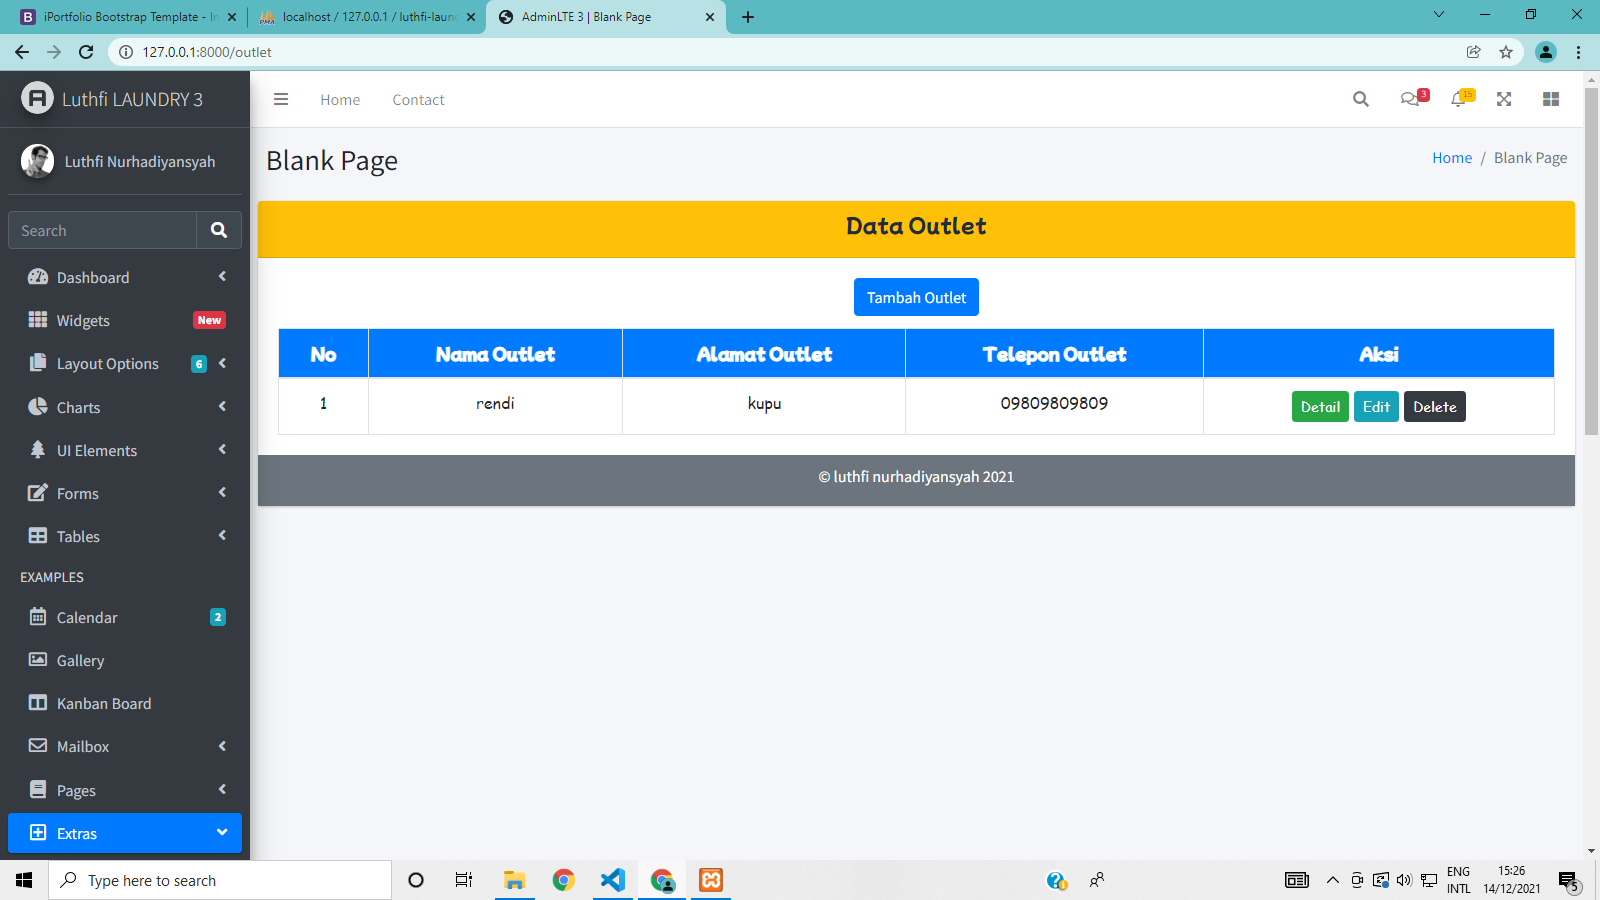 iPortfolio Bootstrap Template - In
localhost / 127.0.0.1 / luthfi-laun
AdminLTE 3 | Blank Page
127.0.0.1:8000/outlet
Luthfi LAUNDRY 3
Home
Contact
3
15
Luthfi Nurhadiyansyah
Blank Page
Home / Blank Page
Search
Data Outlet
Dashboard
Tambah Outlet
Widgets
New
Layout Options
6
No
Nama Outlet
Alamat Outlet
Telepon Outlet
Aksi
Charts
1
rendi
kupu
09809809809
Detail
Edit
Delete
UI Elements
© luthfi nurhadiyansyah 2021
Forms
Tables
EXAMPLES
Calendar
2
Gallery
Kanban Board
Mailbox
Pages
Extras
Type here to search
ENG
INTL
15:26
14/12/2021
5